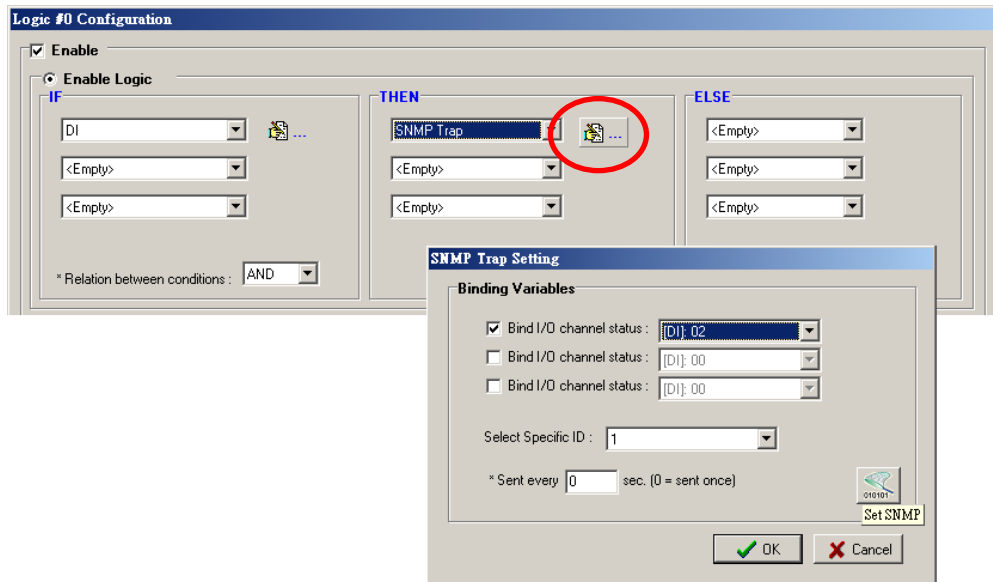 Logic #0 Configuration
Enable
Enable Logic
IF
THEN
ELSE
DI
...
SNMP Trap
...
<Empty>
<Empty>
<Empty>
<Empty>
<Empty>
<Empty>
<Empty>
* Relation between conditions :
AND
SNMP Trap Setting
Binding Variables
Bind I/O channel status :
[DI]: 02
Bind I/O channel status :
[DI]: 00
Bind I/O channel status :
[DI]: 00
Select Specific ID :
1
* Sent every
0
sec. (0 = sent once)
010101
Set SNMP
OK
Cancel